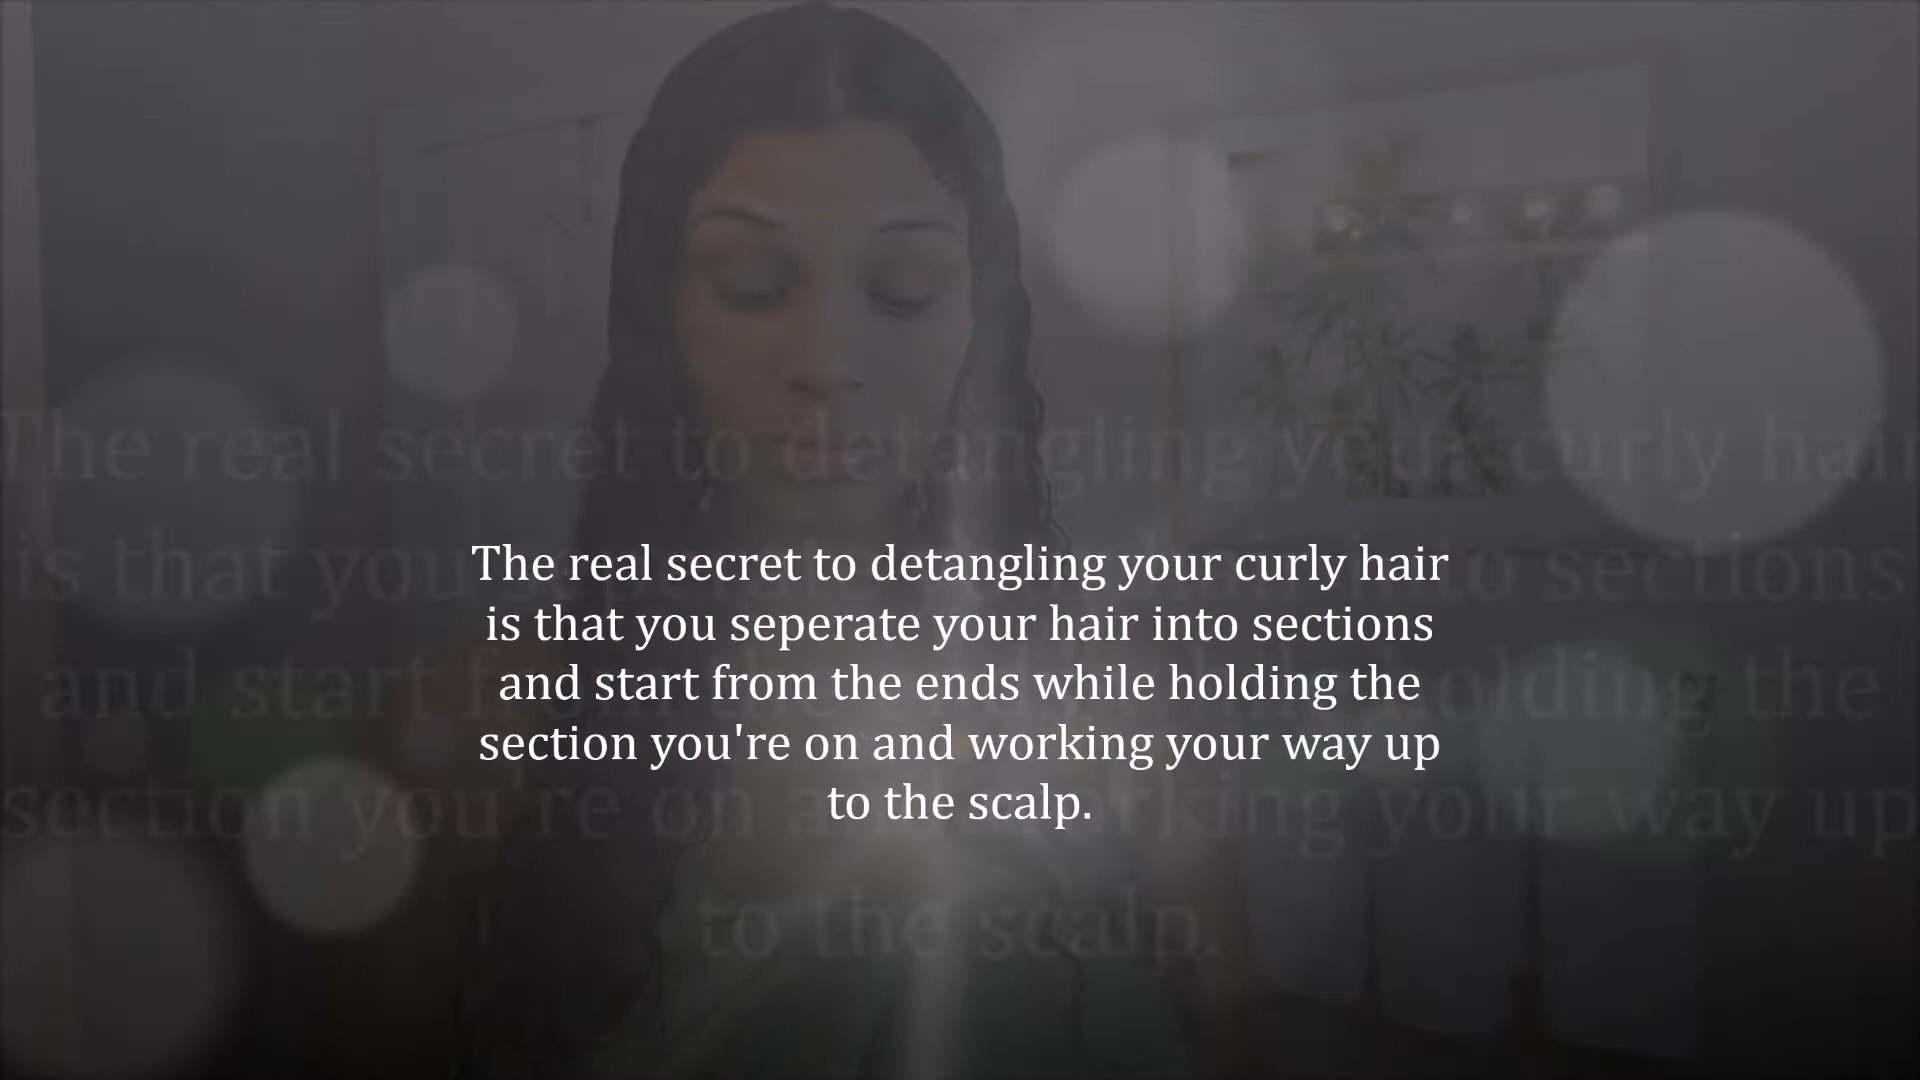 The real secret to detangling your curly hair
is that you seperate your hair into sections
and start from the ends while holding the
section you're on and working your way up
to the scalp.